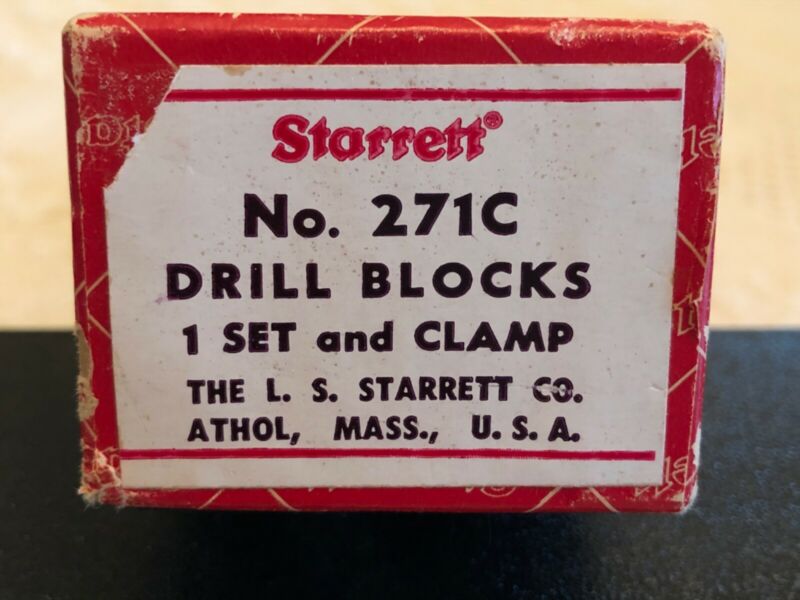 Starrett®
No. 271C
DRILL BLOCKS
1 SET and CLAMP
THE L. S. STARRETT CO.
ATHOL, MASS., U. S. A.